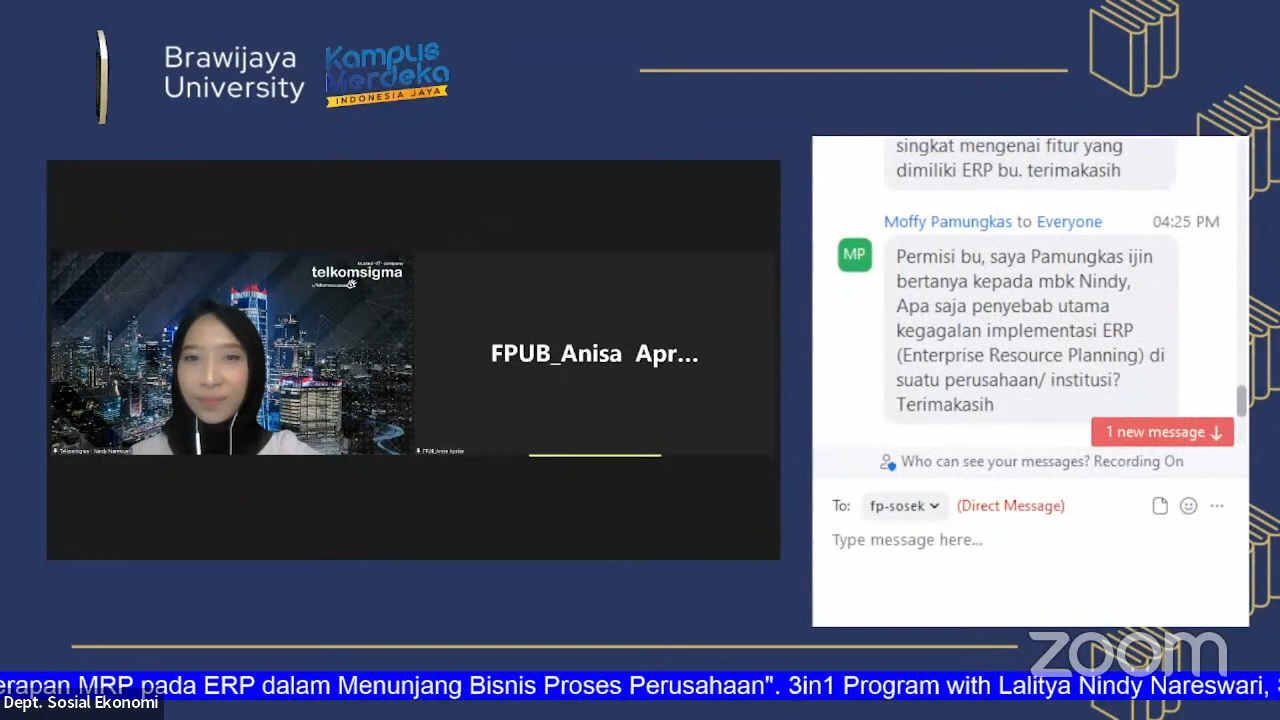 Brawijaya
University
Kampus
Merdeka
INDONESIA JAYA
telkomsigma
FPUB_Anisa Apr...
singkat mengenai fitur yang
dimiliki ERP bu. terimakasih
Moffy Pamungkas to Everyone 04:25 PM
MP
Permisi bu, saya Pamungkas ijin
bertanya kepada mbk Nindy,
Apa saja penyebab utama
kegagalan implementasi ERP
(Enterprise Resource Planning) di
suatu perusahaan/ institusi?
Terimakasih
1 new message ↓
Who can see your messages? Recording On
To: fp-sosek (Direct Message)
Type message here...
zoom
erapan MRP pada ERP dalam Menunjang Bisnis Proses Perusahaan". 3in1 Program with Lalitya Nindy Nareswari,
Dept. Sosial Ekonomi